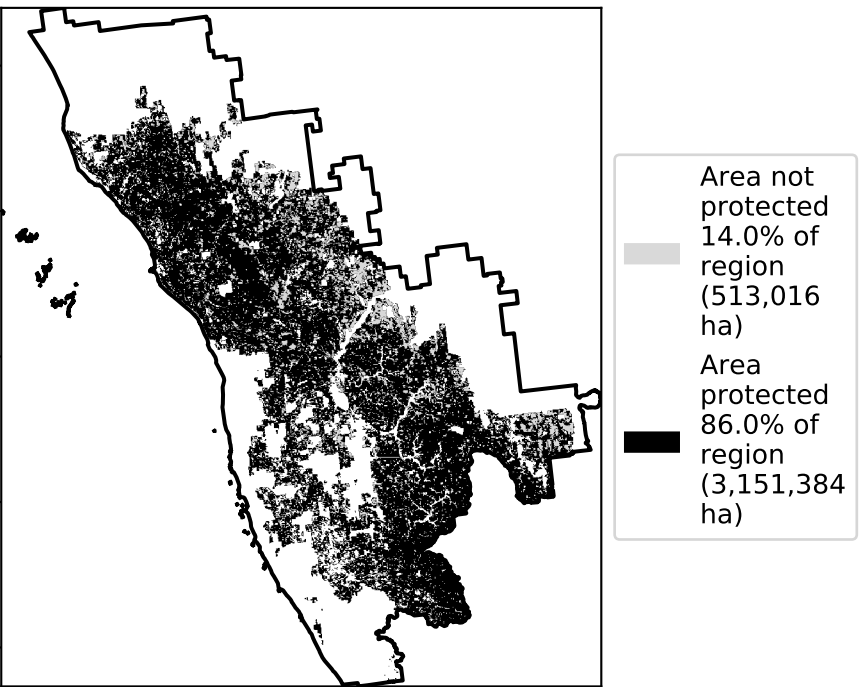 Area not
protected
14.0% of
region
(513,016
ha)
Area
protected
86.0% of
region
(3,151,384
ha)